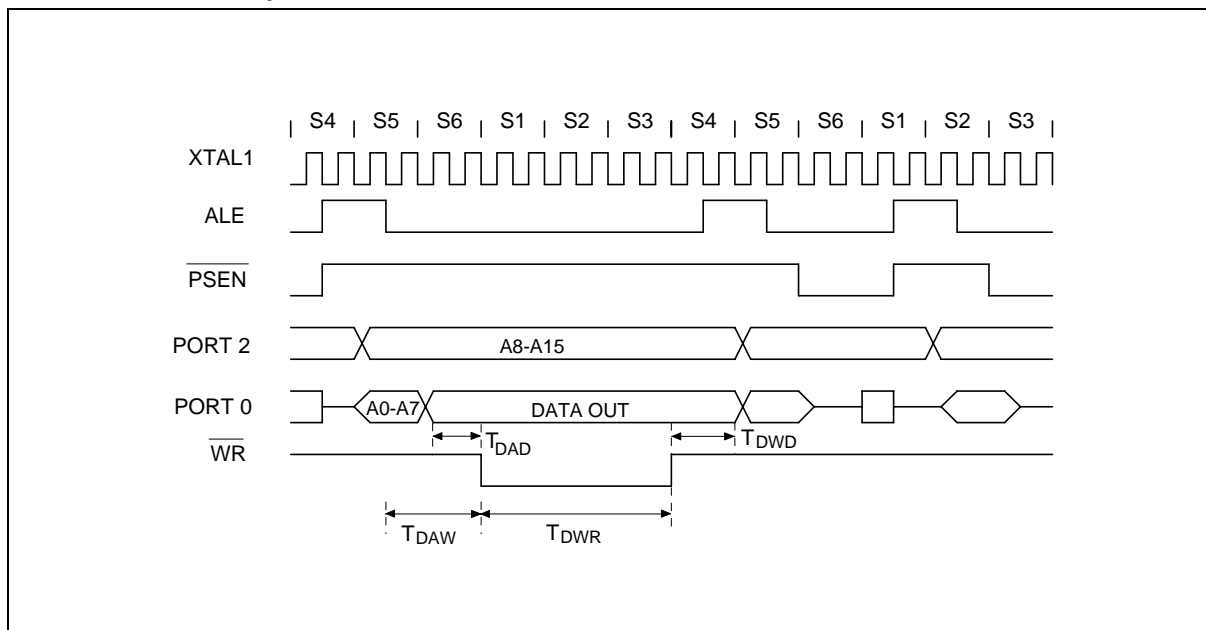 S4 S5 S6 S1 S2 S3 S4 S5 S6 S1 S2 S3
XTAL1
ALE
PSEN
PORT 2 A8-A15
PORT 0 A0-A7 DATA OUT
TDAD TDWD
WR
TDAW TDWR